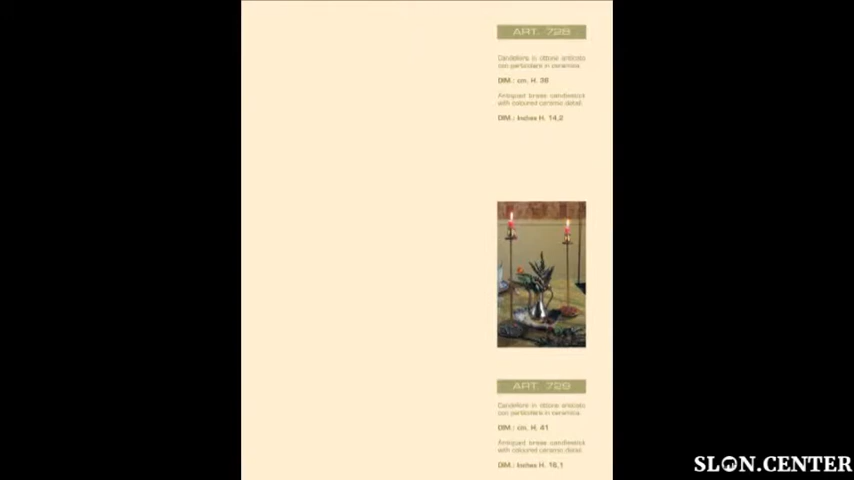 ART. 728
Candeliere in ottone anticato
con particolare in ceramica.
DIM.: cm. H. 36
Antiqued brass candlestick
with coloured ceramic detail.
DIM.: Inches H. 14,2
ART. 729
Candeliere in ottone anticato
con particolare in ceramica.
DIM.: cm. H. 41
Antiqued brass candlestick
with coloured ceramic detail.
DIM.: Inches H. 16,1
SLON.CENTER